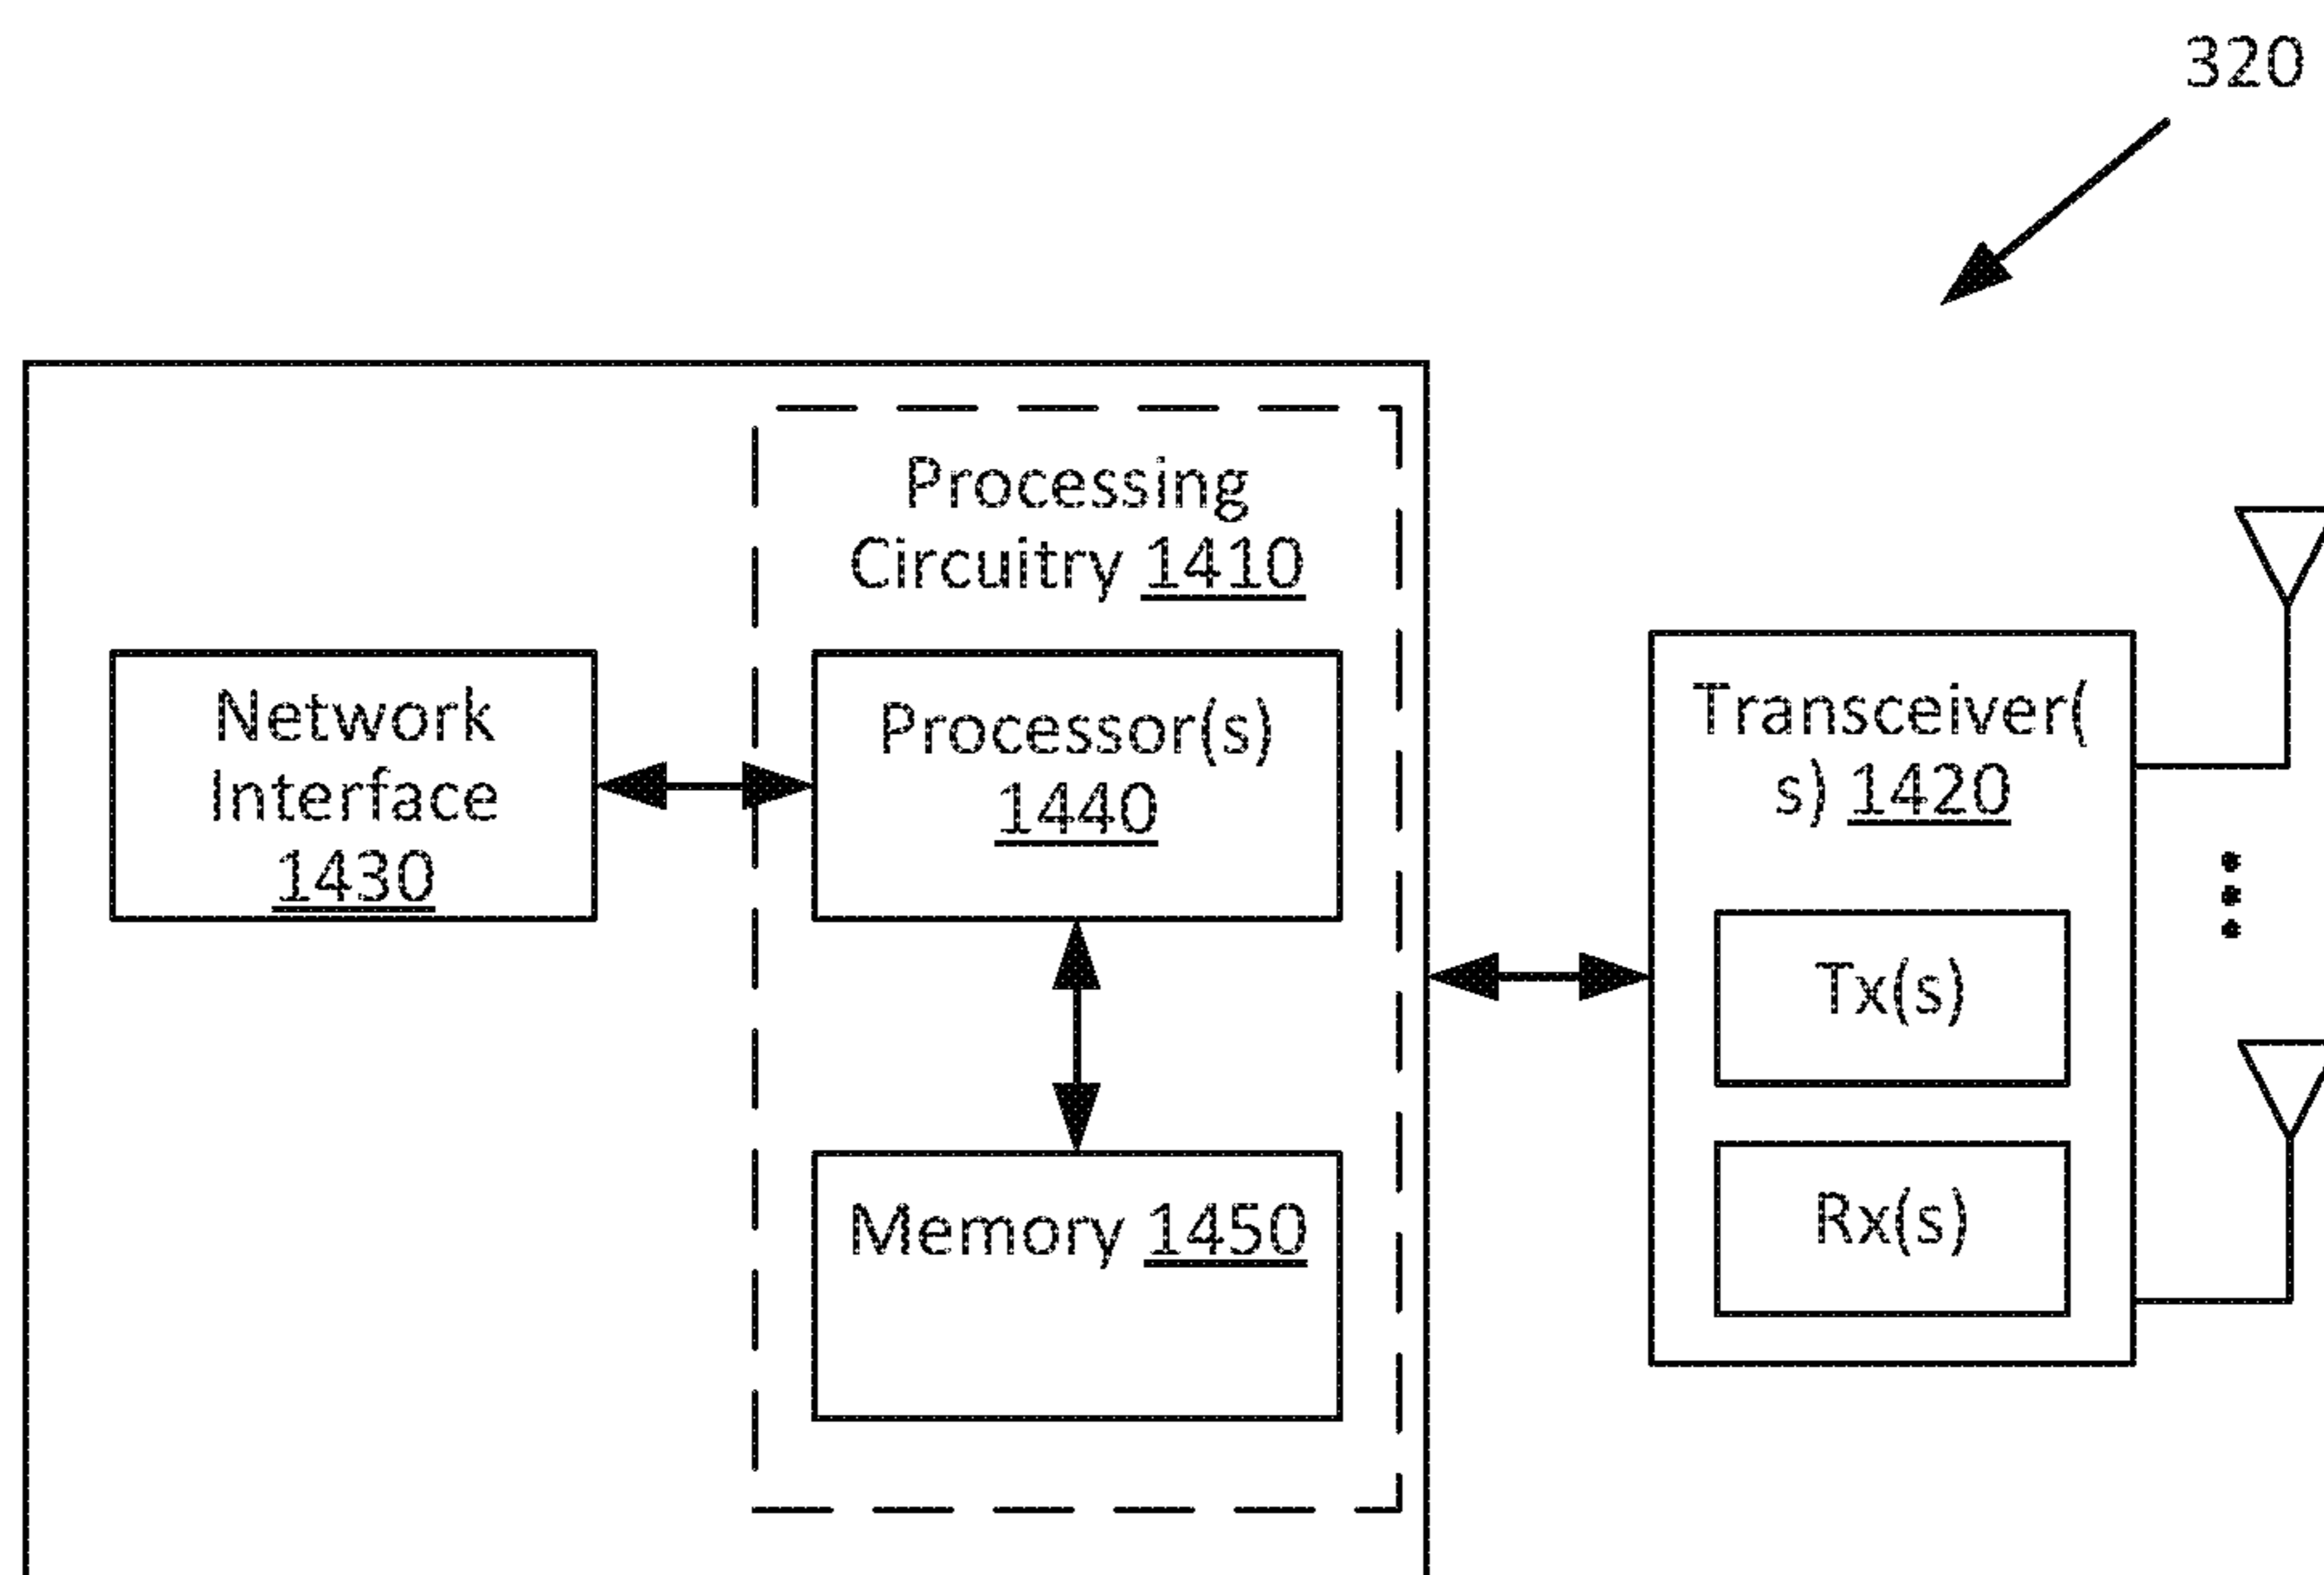 320
Processing
Circuitry 1410
Network
Interface
1430
Processor(s)
1440
Memory 1450
Transceiver(
s) 1420
Tx(s)
Rx(s)